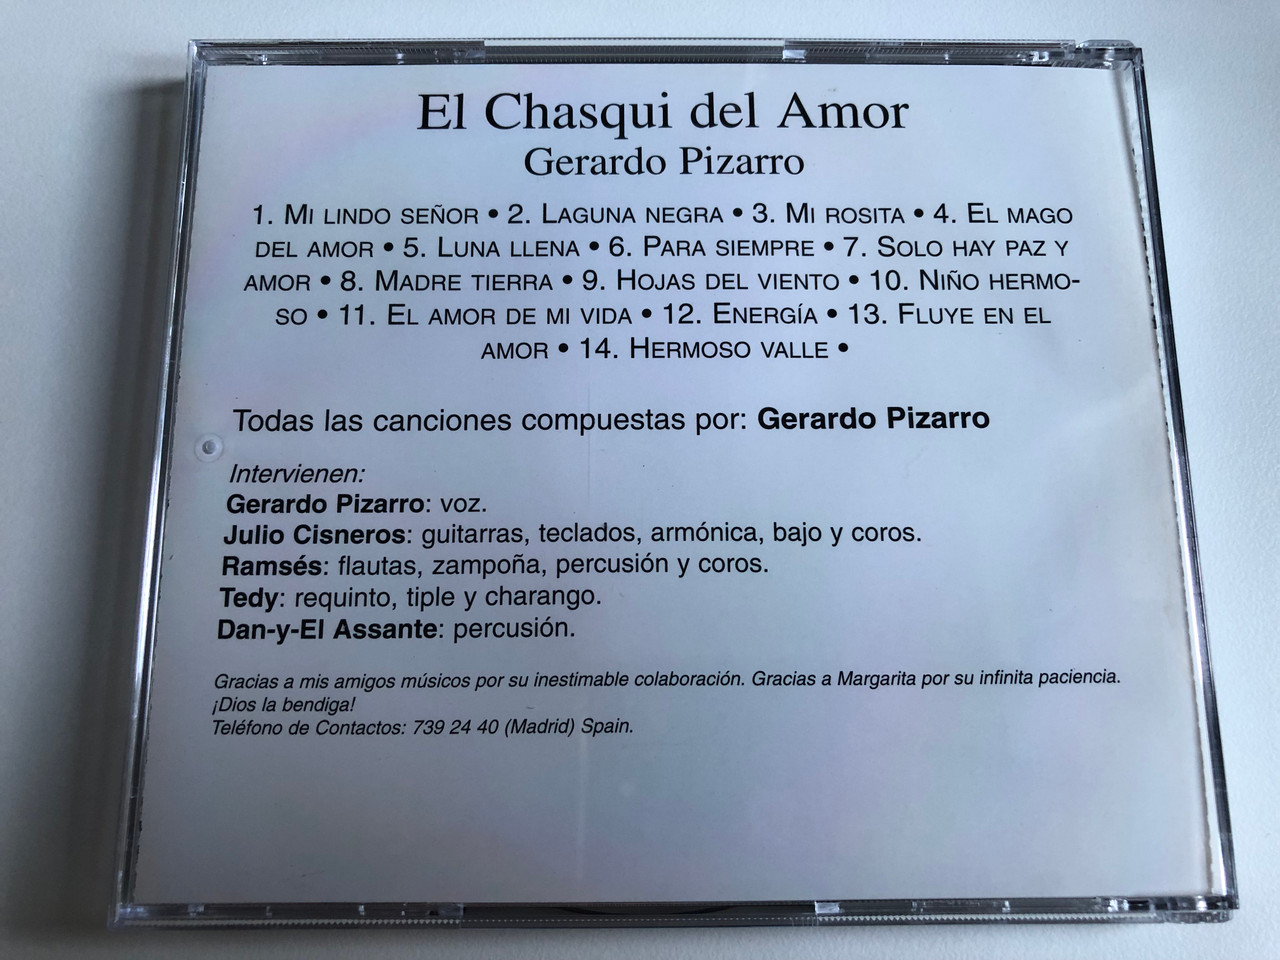 El Chasqui del Amor
Gerardo Pizarro
1. MI LINDO SEÑOR • 2. LAGUNA NEGRA • 3. MI ROSITA • 4. EL MAGO
DEL AMOR • 5. LUNA LLENA • 6. PARA SIEMPRE • 7. SOLO HAY PAZ Y
AMOR • 8. MADRE TIERRA • 9. HOJAS DEL VIENTO • 10. NIÑO HERMO-
SO • 11. EL AMOR DE MI VIDA • 12. ENERGÍA • 13. FLUYE EN EL
AMOR • 14. HERMOSO VALLE •
Todas las canciones compuestas por: Gerardo Pizarro
Intervienen:
Gerardo Pizarro: voz.
Julio Cisneros: guitarras, teclados, armónica, bajo y coros.
Ramsés: flautas, zampoña, percusión y coros.
Tedy: requinto, tiple y charango.
Dan-y-El Assante: percusión.
Gracias a mis amigos músicos por su inestimable colaboración. Gracias a Margarita por su infinita paciencia.
¡Dios la bendiga!
Teléfono de Contactos: 739 24 40 (Madrid) Spain.